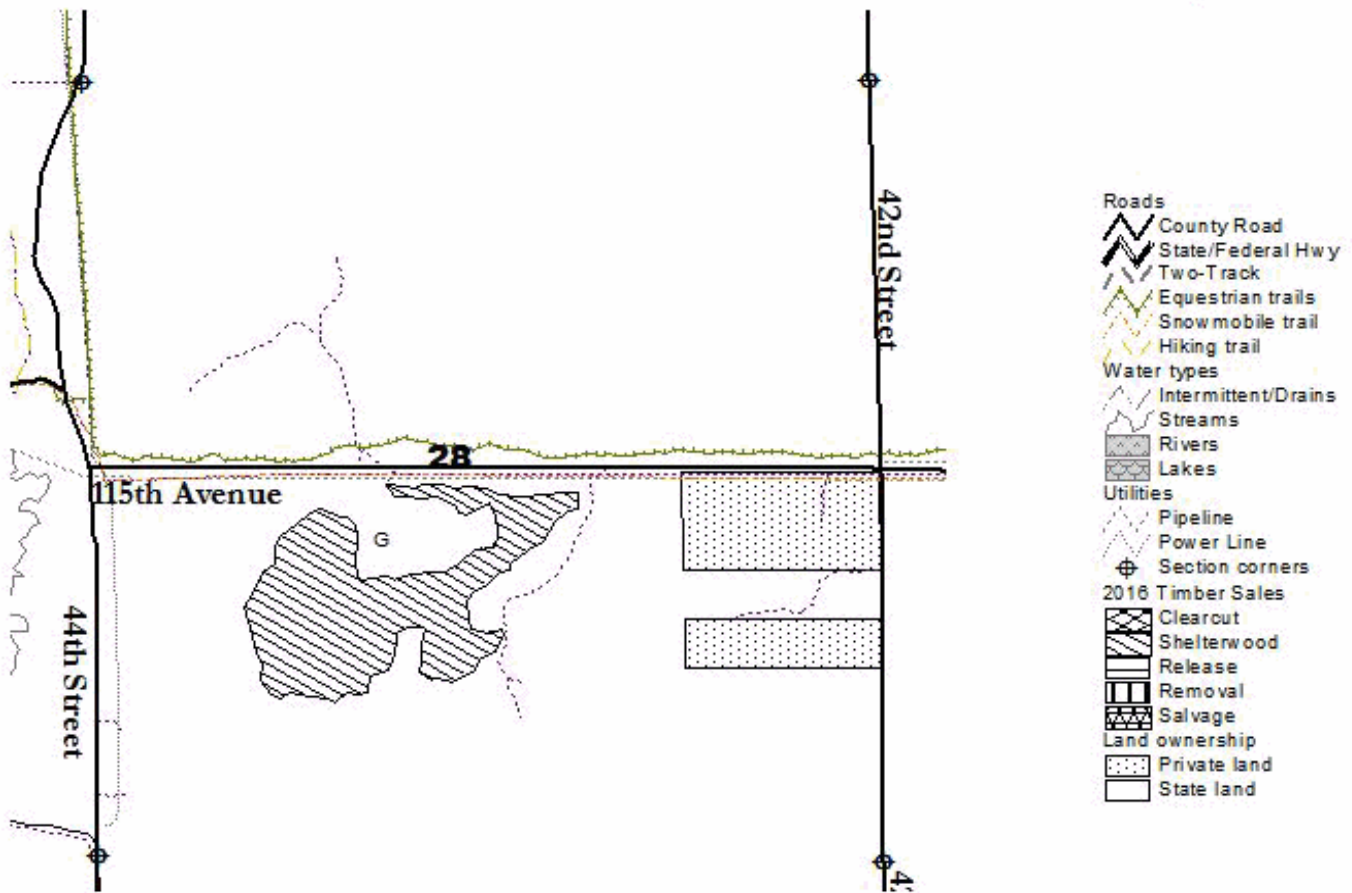 42nd Street
28
115th Avenue
G
44th Street
Roads
County Road
State/Federal Hwy
Two-Track
Equestrian trails
Snowmobile trail
Hiking trail
Water types
Intermittent/Drains
Streams
Rivers
Lakes
Utilities
Pipeline
Power Line
Section corners
2016 Timber Sales
Clearcut
Shelterwood
Release
Removal
Salvage
Land ownership
Private land
State land